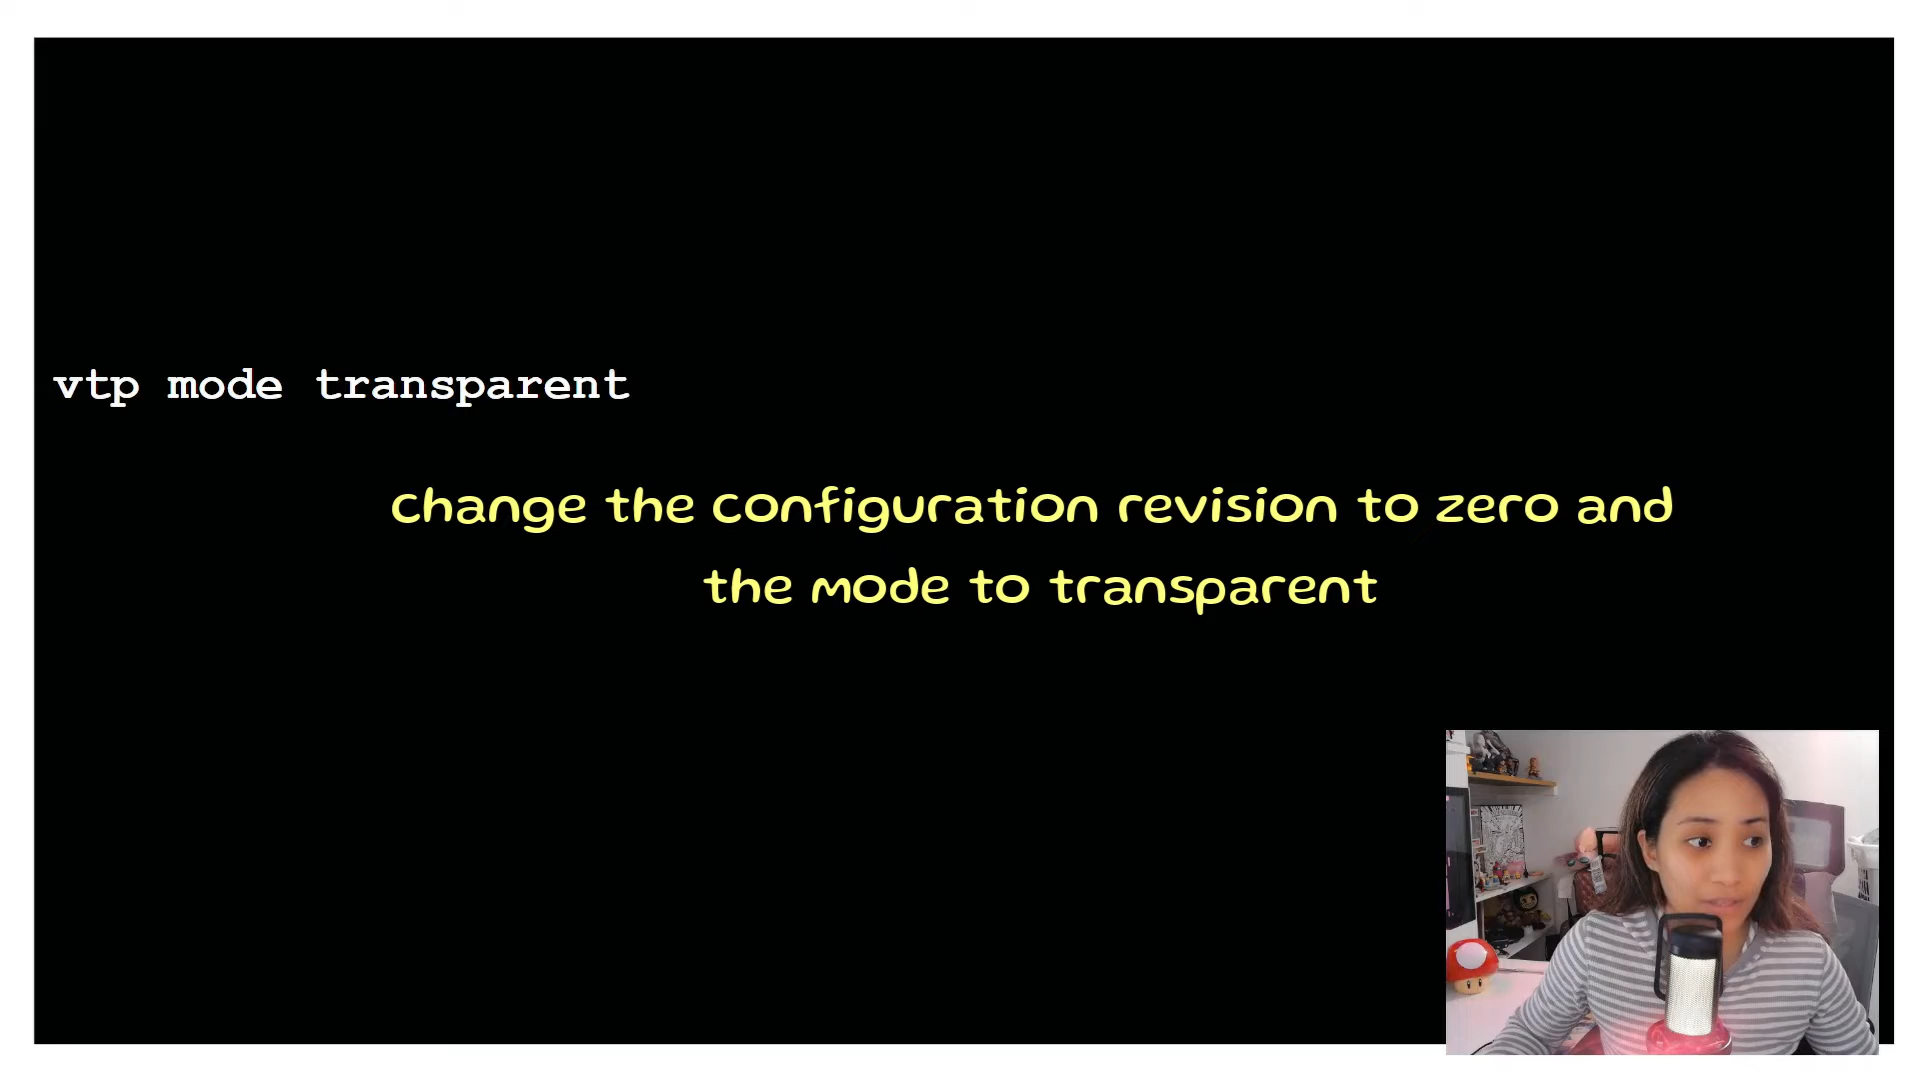 vtp mode transparent
change the configuration revision to zero and
the mode to transparent